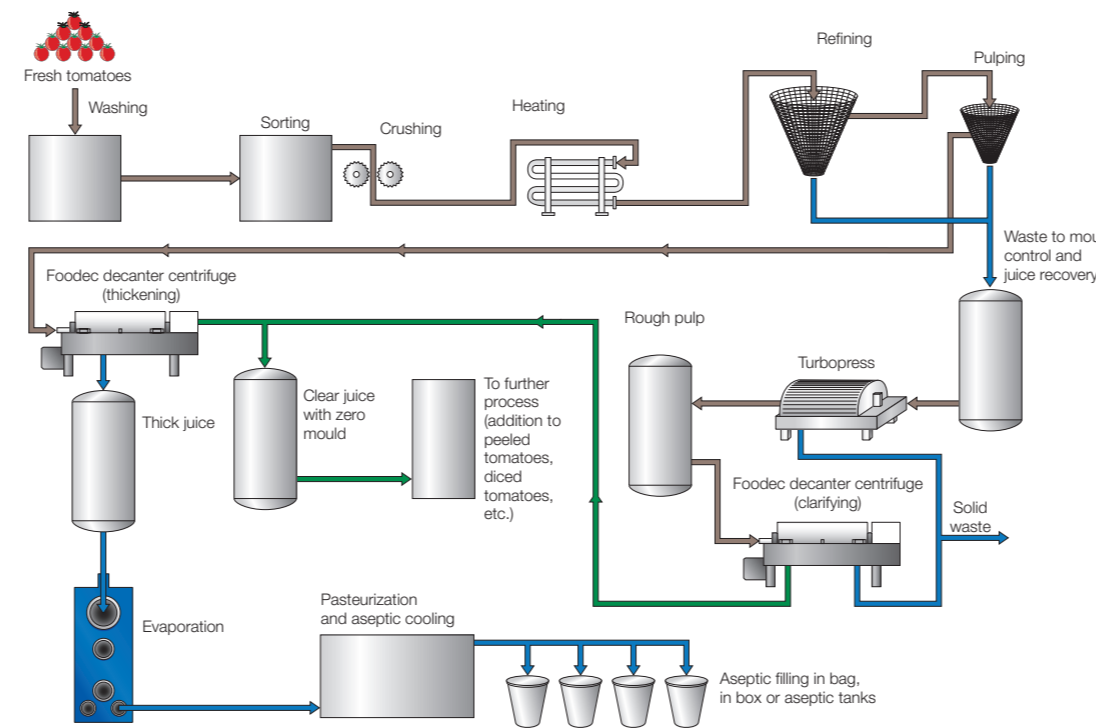 Fresh tomatoes
Washing
Sorting
Crushing
Heating
Refining
Pulping
Waste to mou
control and
juice recovery
Foodec decanter centrifuge
(thickening)
Rough pulp
Turbopress
Thick juice
Clear juice
with zero
mould
To further
process
(addition to
peeled
tomatoes,
diced
tomatoes,
etc.)
Foodec decanter centrifuge
(clarifying)
Solid
waste
Evaporation
Pasteurization
and aseptic cooling
Aseptic filling in bag,
in box or aseptic tanks